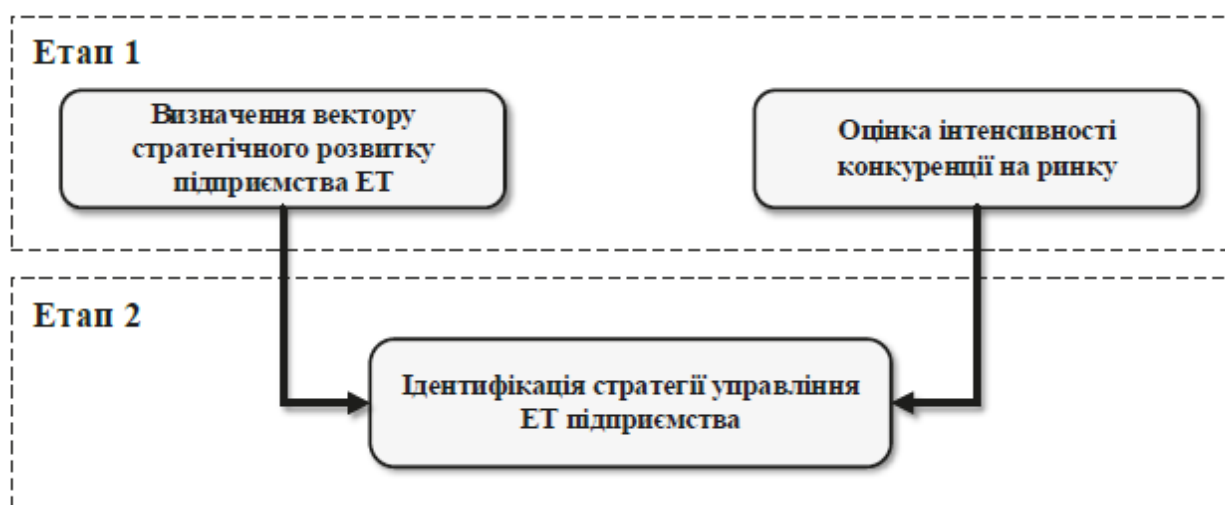 Етап 1
Визначення вектору
стратегічного розвитку
підприємства ЕТ
Оцінка інтенсивності
конкуренції на ринку
Етап 2
Ідентифікація стратегії управління
ЕТ підприємства